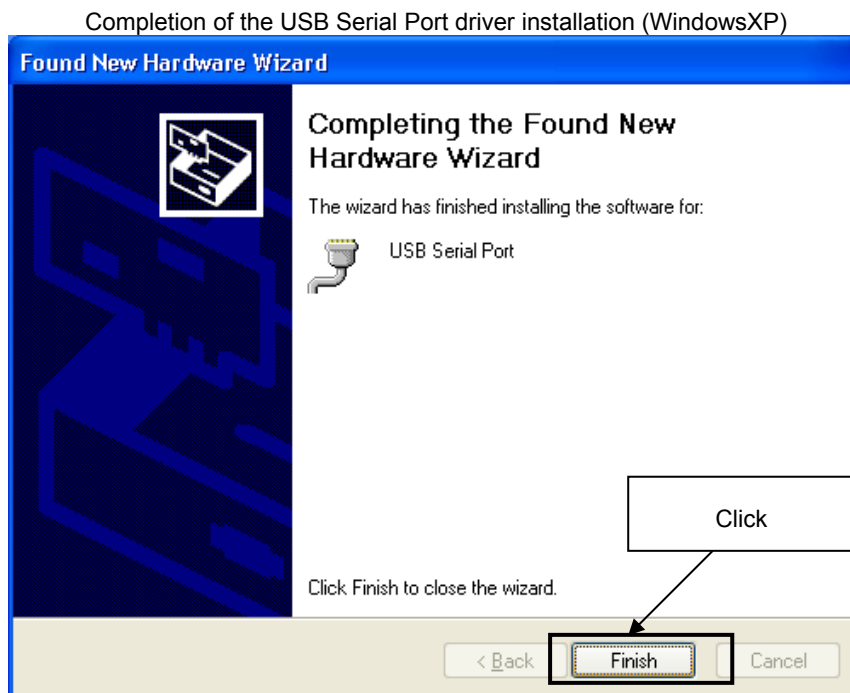 Completion of the USB Serial Port driver installation (WindowsXP)
Found New Hardware Wizard
Completing the Found New
Hardware Wizard
The wizard has finished installing the software for:
USB Serial Port
Click
Click Finish to close the wizard.
< Back
Finish
Cancel